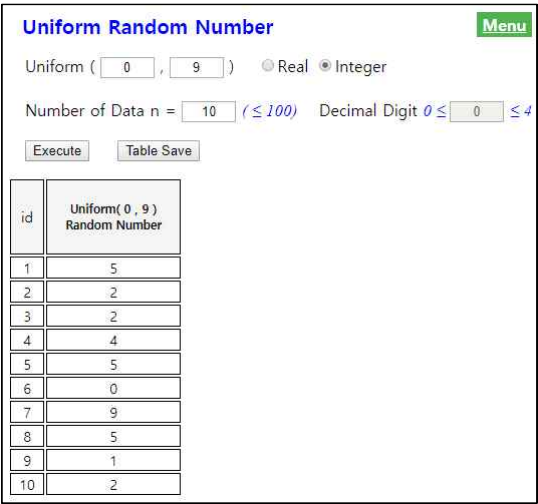 Uniform Random Number Menu
Uniform ( 0 , 9 ) Real Integer
Number of Data n = 10 ( ≤ 100) Decimal Digit 0 ≤ 0 ≤ 4
Execute Table Save
id Uniform( 0 , 9 )
Random Number
1 5
2 2
3 2
4 4
5 5
6 0
7 9
8 5
9 1
10 2